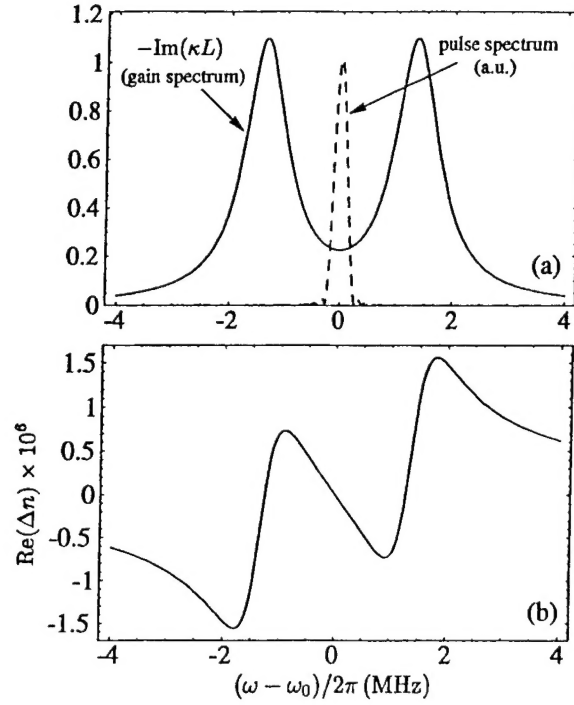 1.2
1
0.8
0.6
0.4
0.2
0
−Im(κL)
(gain spectrum)
pulse spectrum
(a.u.)
(a)
-4 -2 0 2 4
1.5
1
0.5
0
-0.5
-1
-1.5
Re(Δn) × 10⁶
(b)
-4 -2 0 2 4
(ω − ω₀)/2π (MHz)